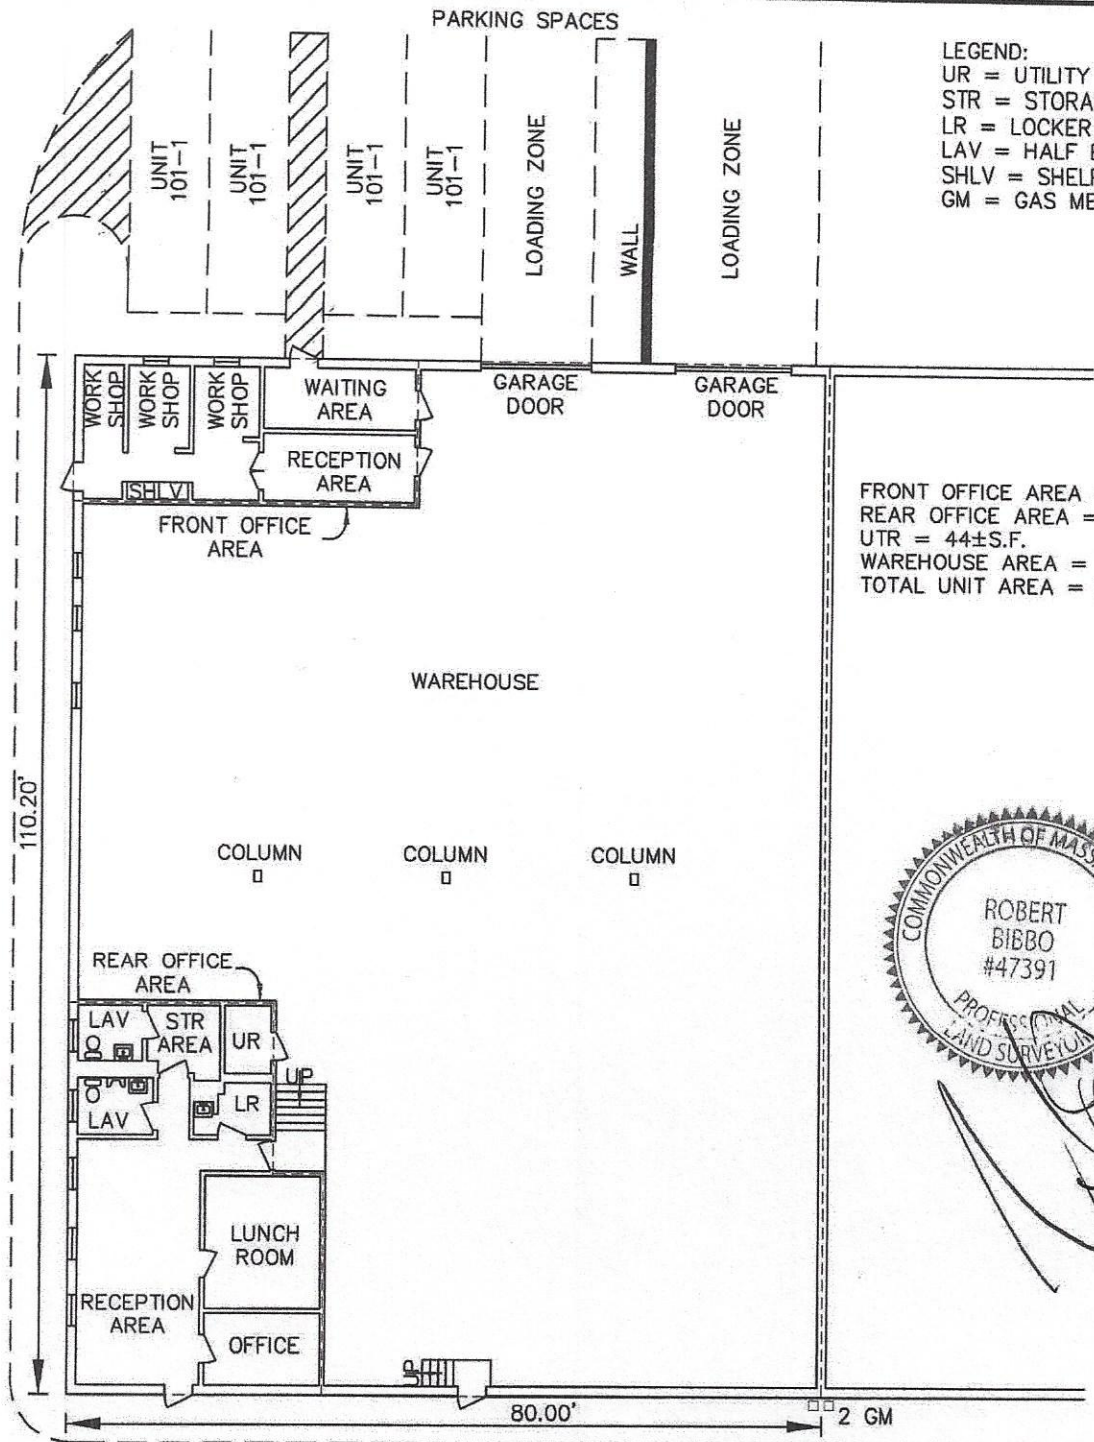 PARKING SPACES
LEGEND:
UR = UTILITY
STR = STORA
LR = LOCKER
LAV = HALF
SHLV = SHELF
GM = GAS ME
UNIT
101-1
UNIT
101-1
UNIT
101-1
UNIT
101-1
LOADING ZONE
WALL
LOADING ZONE
WORK
SHOP
WORK
SHOP
WORK
SHOP
WAITING
AREA
GARAGE
DOOR
GARAGE
DOOR
RECEPTION
AREA
SHLV
FRONT OFFICE
AREA
FRONT OFFICE AREA
REAR OFFICE AREA =
UTR = 44±S.F.
WAREHOUSE AREA =
TOTAL UNIT AREA =
WAREHOUSE
110.20'
COLUMN
COLUMN
COLUMN
COMMONWEALTH OF MASS
ROBERT
BIBBO
#47391
PROFESSIONAL
LAND SURVEYOR
REAR OFFICE
AREA
LAV
STR
AREA
UR
UP
LAV
LR
LUNCH
ROOM
RECEPTION
AREA
OFFICE
UP
80.00'
2 GM